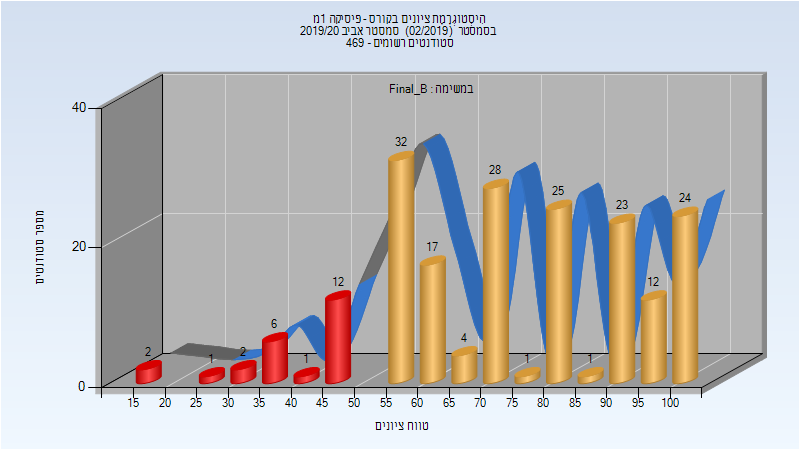 היסטוגרמת ציונים בקורס - פיסיקה 1מ
בסמסטר (02/2019) סמסטר אביב 2019/20
סטודנטים רשומים - 469
במשימה : Final_B
מספר סטודנטים
40
20
0
2
1
2
6
1
12
32
17
4
28
1
25
1
23
12
24
15 20 25 30 35 40 45 50 55 60 65 70 75 80 85 90 95 100
טווח ציונים